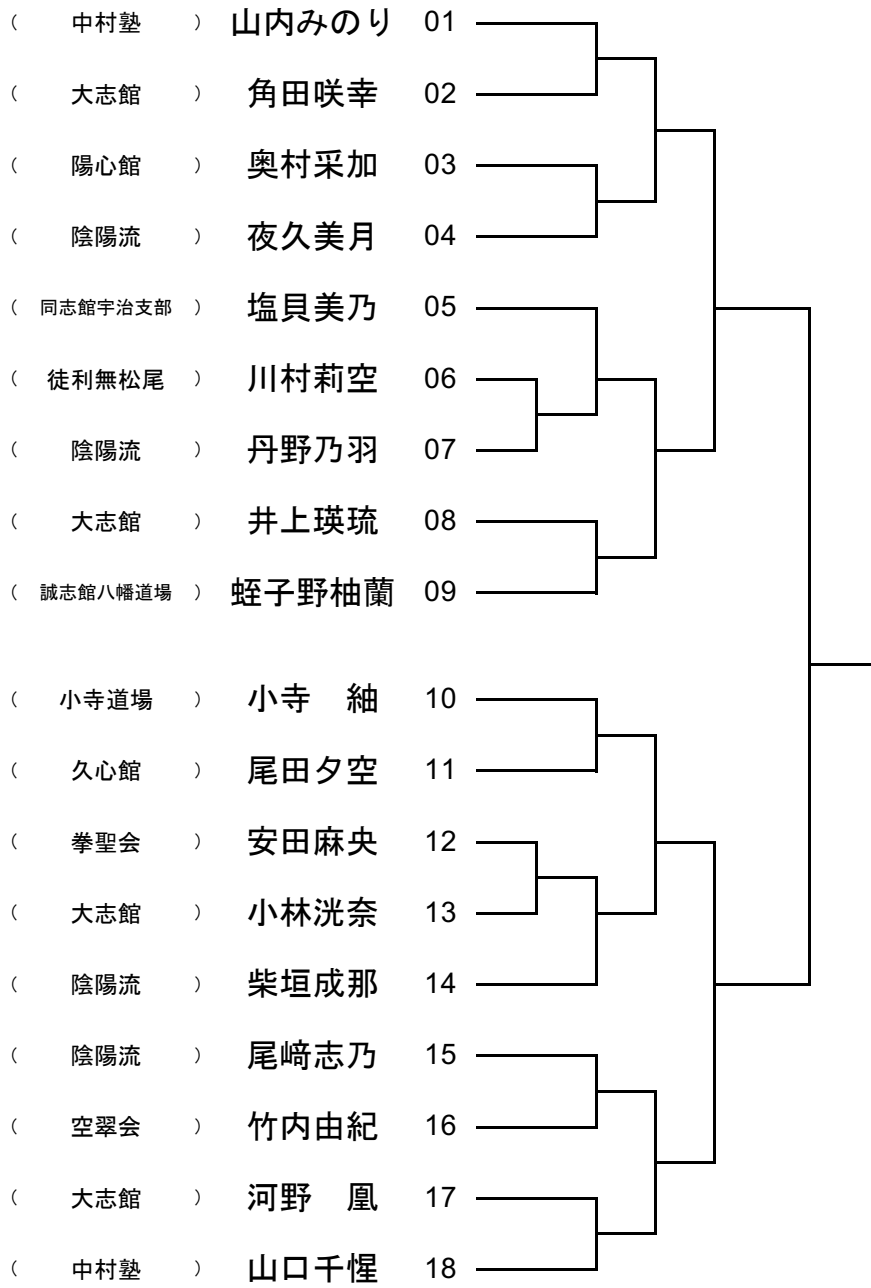 （ 中村塾 ） 山内みのり 01
（ 大志館 ） 角田咲幸 02
（ 陽心館 ） 奥村采加 03
（ 陰陽流 ） 夜久美月 04
（ 同志館宇治支部 ） 塩貝美乃 05
（ 徒利無松尾 ） 川村莉空 06
（ 陰陽流 ） 丹野乃羽 07
（ 大志館 ） 井上瑛琉 08
（ 誠志館八幡道場 ） 蛭子野柚蘭 09
（ 小寺道場 ） 小寺　紬 10
（ 久心館 ） 尾田夕空 11
（ 拳聖会 ） 安田麻央 12
（ 大志館 ） 小林洸奈 13
（ 陰陽流 ） 柴垣成那 14
（ 陰陽流 ） 尾﨑志乃 15
（ 空翠会 ） 竹内由紀 16
（ 大志館 ） 河野　凰 17
（ 中村塾 ） 山口千惺 18